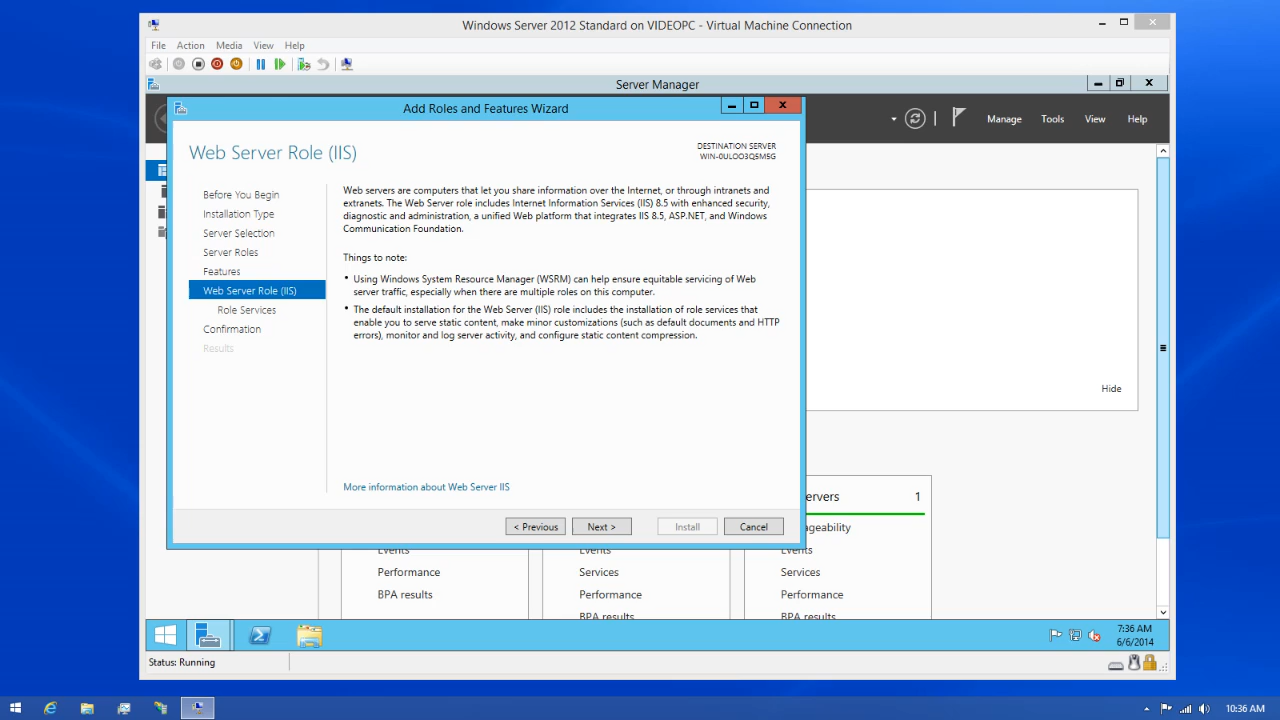 Windows Server 2012 Standard on VIDEOPC - Virtual Machine Connection
File Action Media View Help
Server Manager
Add Roles and Features Wizard
Manage Tools View Help
Web Server Role (IIS)
DESTINATION SERVER
WIN-0ULOO3Q5M5G
Before You Begin
Installation Type
Server Selection
Server Roles
Features
Web Server Role (IIS)
Role Services
Confirmation
Results
Web servers are computers that let you share information over the Internet, or through intranets and
extranets. The Web Server role includes Internet Information Services (IIS) 8.5 with enhanced security,
diagnostic and administration, a unified Web platform that integrates IIS 8.5, ASP.NET, and Windows
Communication Foundation.
Things to note:
• Using Windows System Resource Manager (WSRM) can help ensure equitable servicing of Web
server traffic, especially when there are multiple roles on this computer.
• The default installation for the Web Server (IIS) role includes the installation of role services that
enable you to serve static content, make minor customizations (such as default documents and HTTP
errors), monitor and log server activity, and configure static content compression.
More information about Web Server IIS
< Previous Next > Install Cancel
Hide
ervers 1
ageability
Events Events Events
Performance Services Services
BPA results Performance Performance
BPA results BPA results
7:36 AM
6/6/2014
Status: Running
10:36 AM